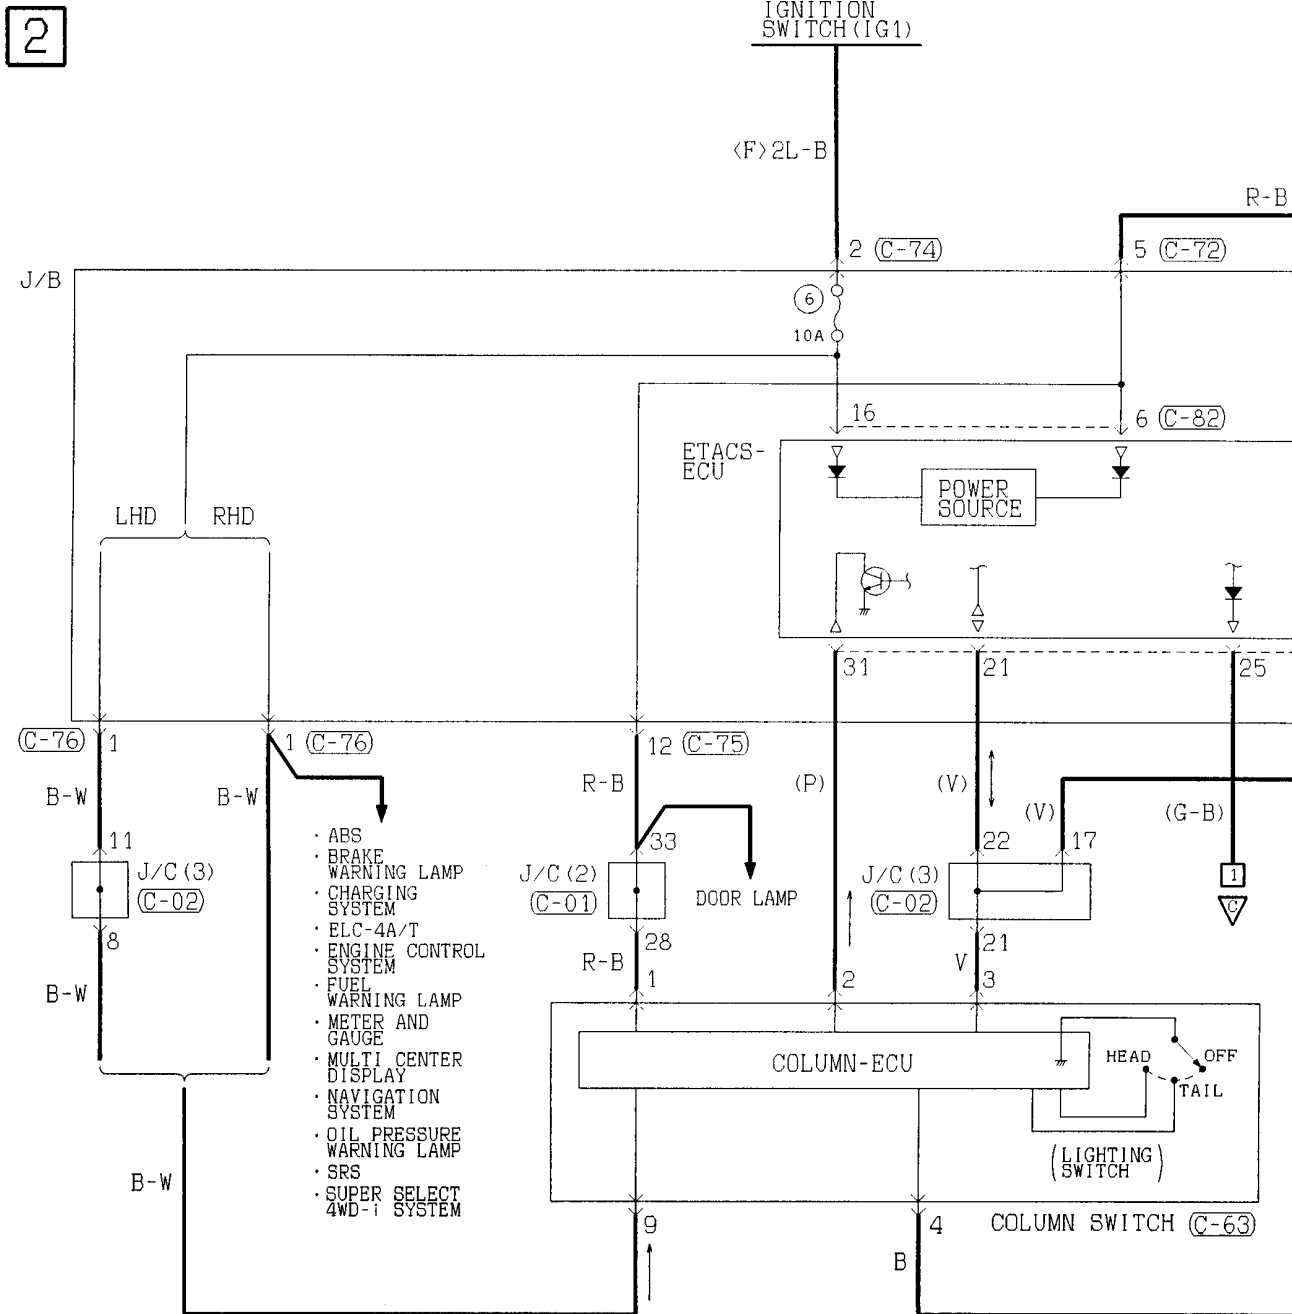 2
IGNITION
SWITCH(IG1)
<F>2L-B
R-B
2 (C-74)
5 (C-72)
J/B
6
10A
16
6 (C-82)
ETACS-
ECU
POWER
SOURCE
LHD
RHD
31
21
25
(C-76) 1
1 (C-76)
12 (C-75)
B-W
B-W
R-B
(P)
(V)
(V)
(G-B)
11
33
22
17
J/C(3)
(C-02)
J/C(2)
(C-01)
DOOR LAMP
J/C(3)
(C-02)
1
C
8
28
21
B-W
R-B
V
1
2
3
· ABS
· BRAKE
WARNING LAMP
· CHARGING
SYSTEM
· ELC-4A/T
· ENGINE CONTROL
SYSTEM
· FUEL
WARNING LAMP
· METER AND
GAUGE
· MULTI CENTER
DISPLAY
· NAVIGATION
SYSTEM
· OIL PRESSURE
WARNING LAMP
· SRS
· SUPER SELECT
4WD-i SYSTEM
COLUMN-ECU
HEAD
OFF
TAIL
(LIGHTING
SWITCH)
B-W
9
4
COLUMN SWITCH (C-63)
B